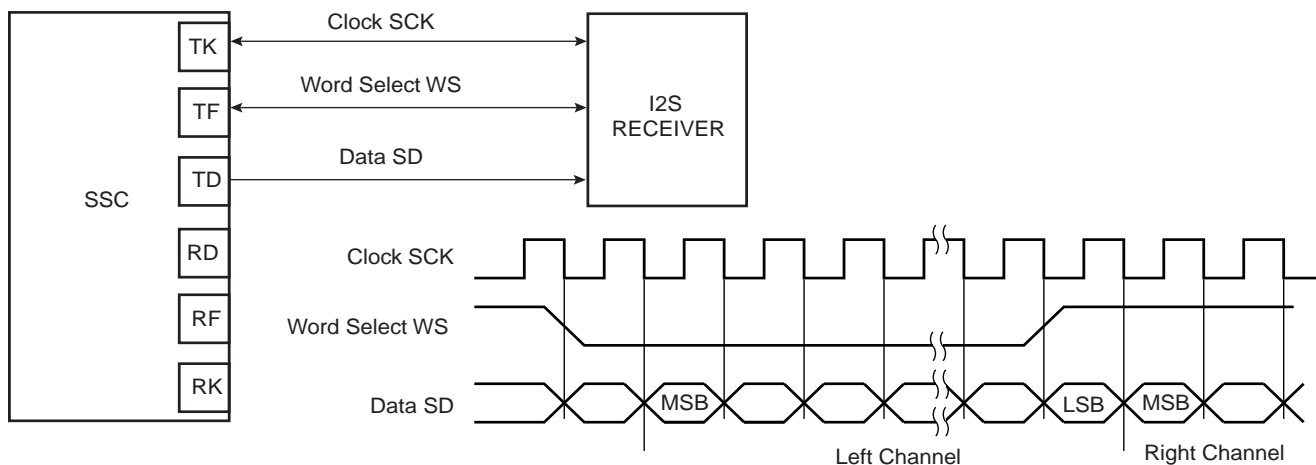 Clock SCK
TK
Word Select WS
TF
I2S
RECEIVER
Data SD
TD
SSC
RD
Clock SCK
RF
Word Select WS
RK
Data SD
MSB
LSB
MSB
Left Channel
Right Channel